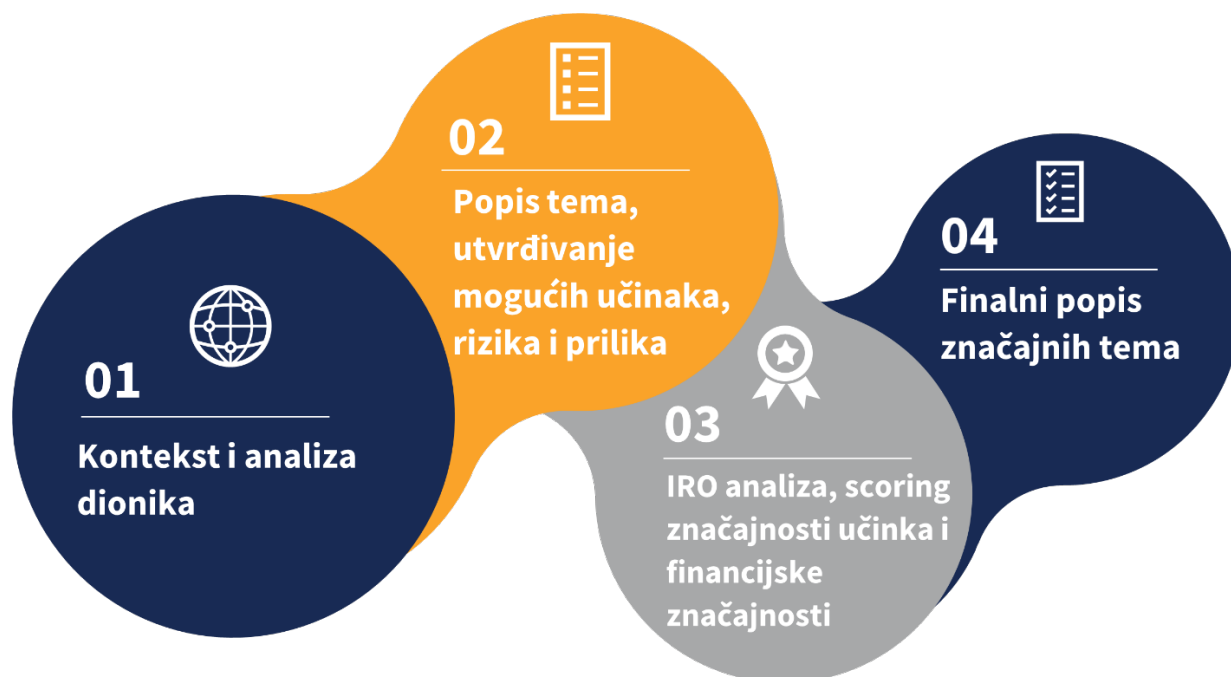 01
Kontekst i analiza
dionika
02
Popis tema,
utvrđivanje
mogućih učinaka,
rizika i prilika
03
IRO analiza, scoring
značajnosti učinka i
financijske
značajnosti
04
Finalni popis
značajnih tema